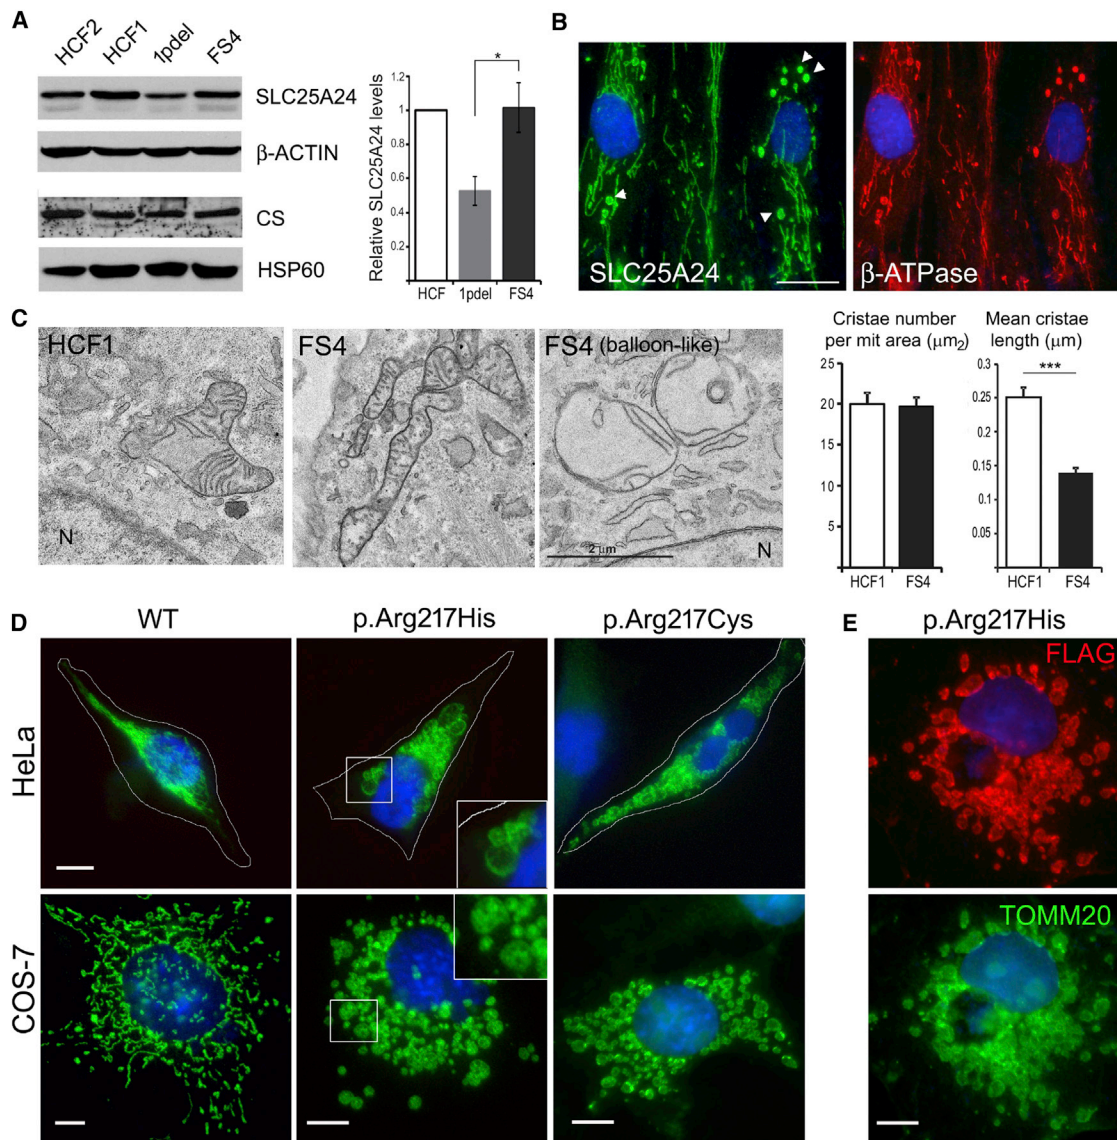 A
HCF2 HCF1 1pdel FS4
SLC25A24
β-ACTIN
CS
HSP60
Relative SLC25A24 levels
1.2
1
0.8
0.6
0.4
0.2
*
HCF 1pdel FS4
B
SLC25A24
β-ATPase
C
HCF1
N
FS4
FS4 (balloon-like)
2 μm
N
Cristae number
per mit area (μm2)
25
20
15
10
5
HCF1 FS4
Mean cristae
length (μm)
0.3
0.25
0.2
0.15
0.1
0.05
***
HCF1 FS4
D
WT p.Arg217His p.Arg217Cys
HeLa
COS-7
E
p.Arg217His
FLAG
TOMM20